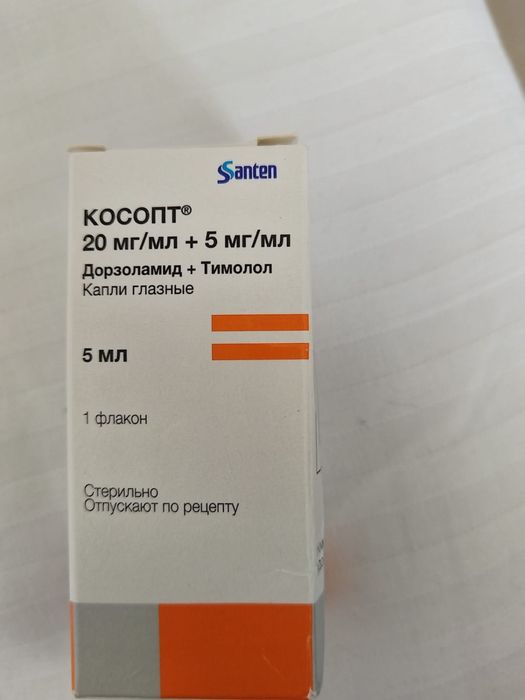 Santen
КОСОПТ®
20 мг/мл + 5 мг/мл
Дорзоламид + Тимолол
Капли глазные
5 мл
1 флакон
Стерильно
Отпускают по рецепту